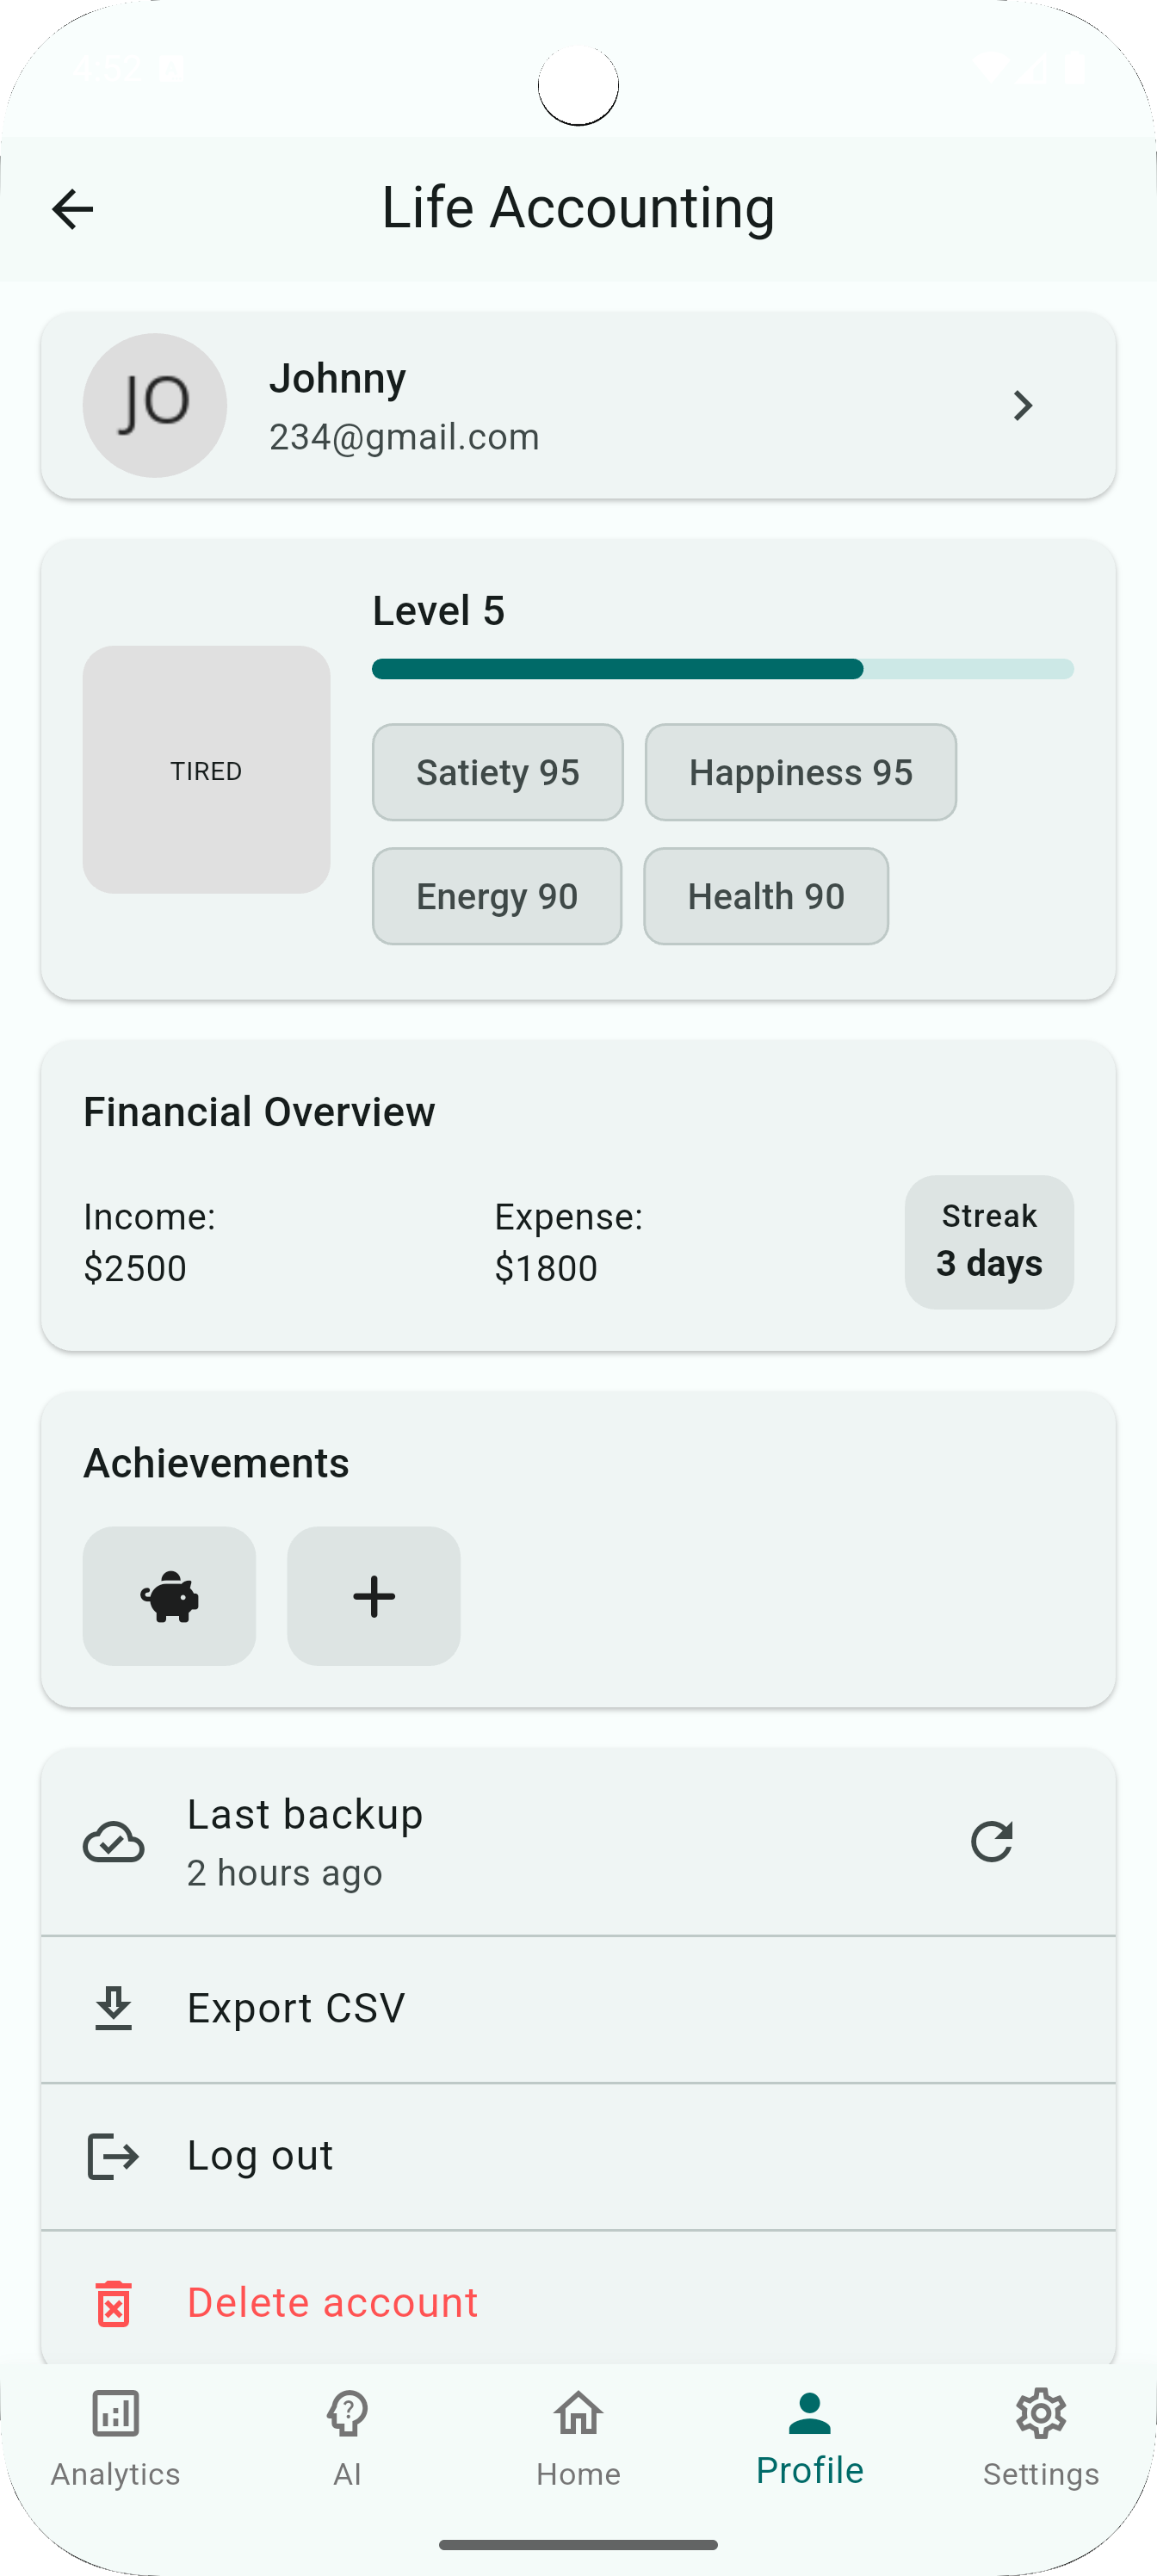 4:52
Life Accounting
JO
Johnny
234@gmail.com
Level 5
TIRED
Satiety 95
Happiness 95
Energy 90
Health 90
Financial Overview
Income:
$2500
Expense:
$1800
Streak
3 days
Achievements
Last backup
2 hours ago
Export CSV
Log out
Delete account
Analytics
AI
Home
Profile
Settings